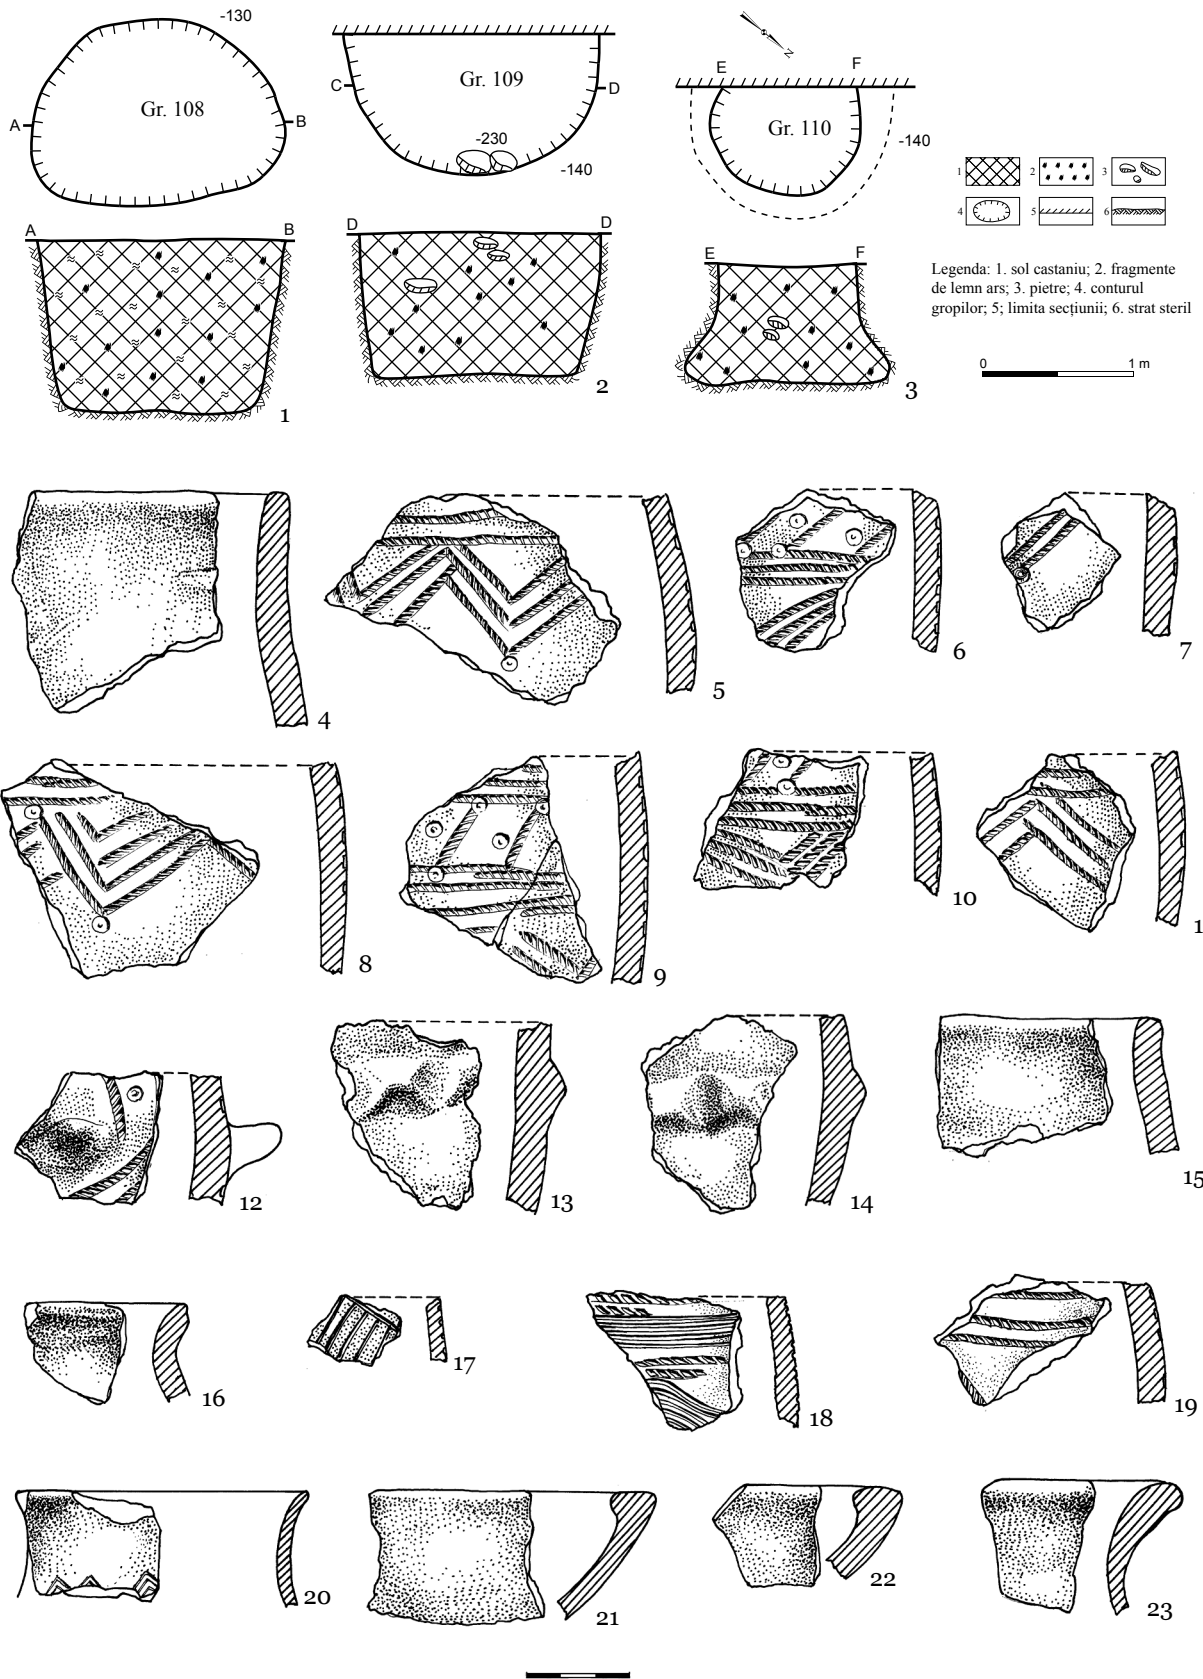 -130
Gr. 108
A
B
Gr. 109
C
D
-230
-140
N
E
F
Gr. 110
-140
1
2
3
4
5
6
A
B
1
D
D
2
E
F
3
Legenda: 1. sol castaniu; 2. fragmente
de lemn ars; 3. pietre; 4. conturul
gropilor; 5; limita secțiunii; 6. strat steril
0
1 m
4
5
6
7
8
9
10
1
12
13
14
15
16
17
18
19
20
21
22
23